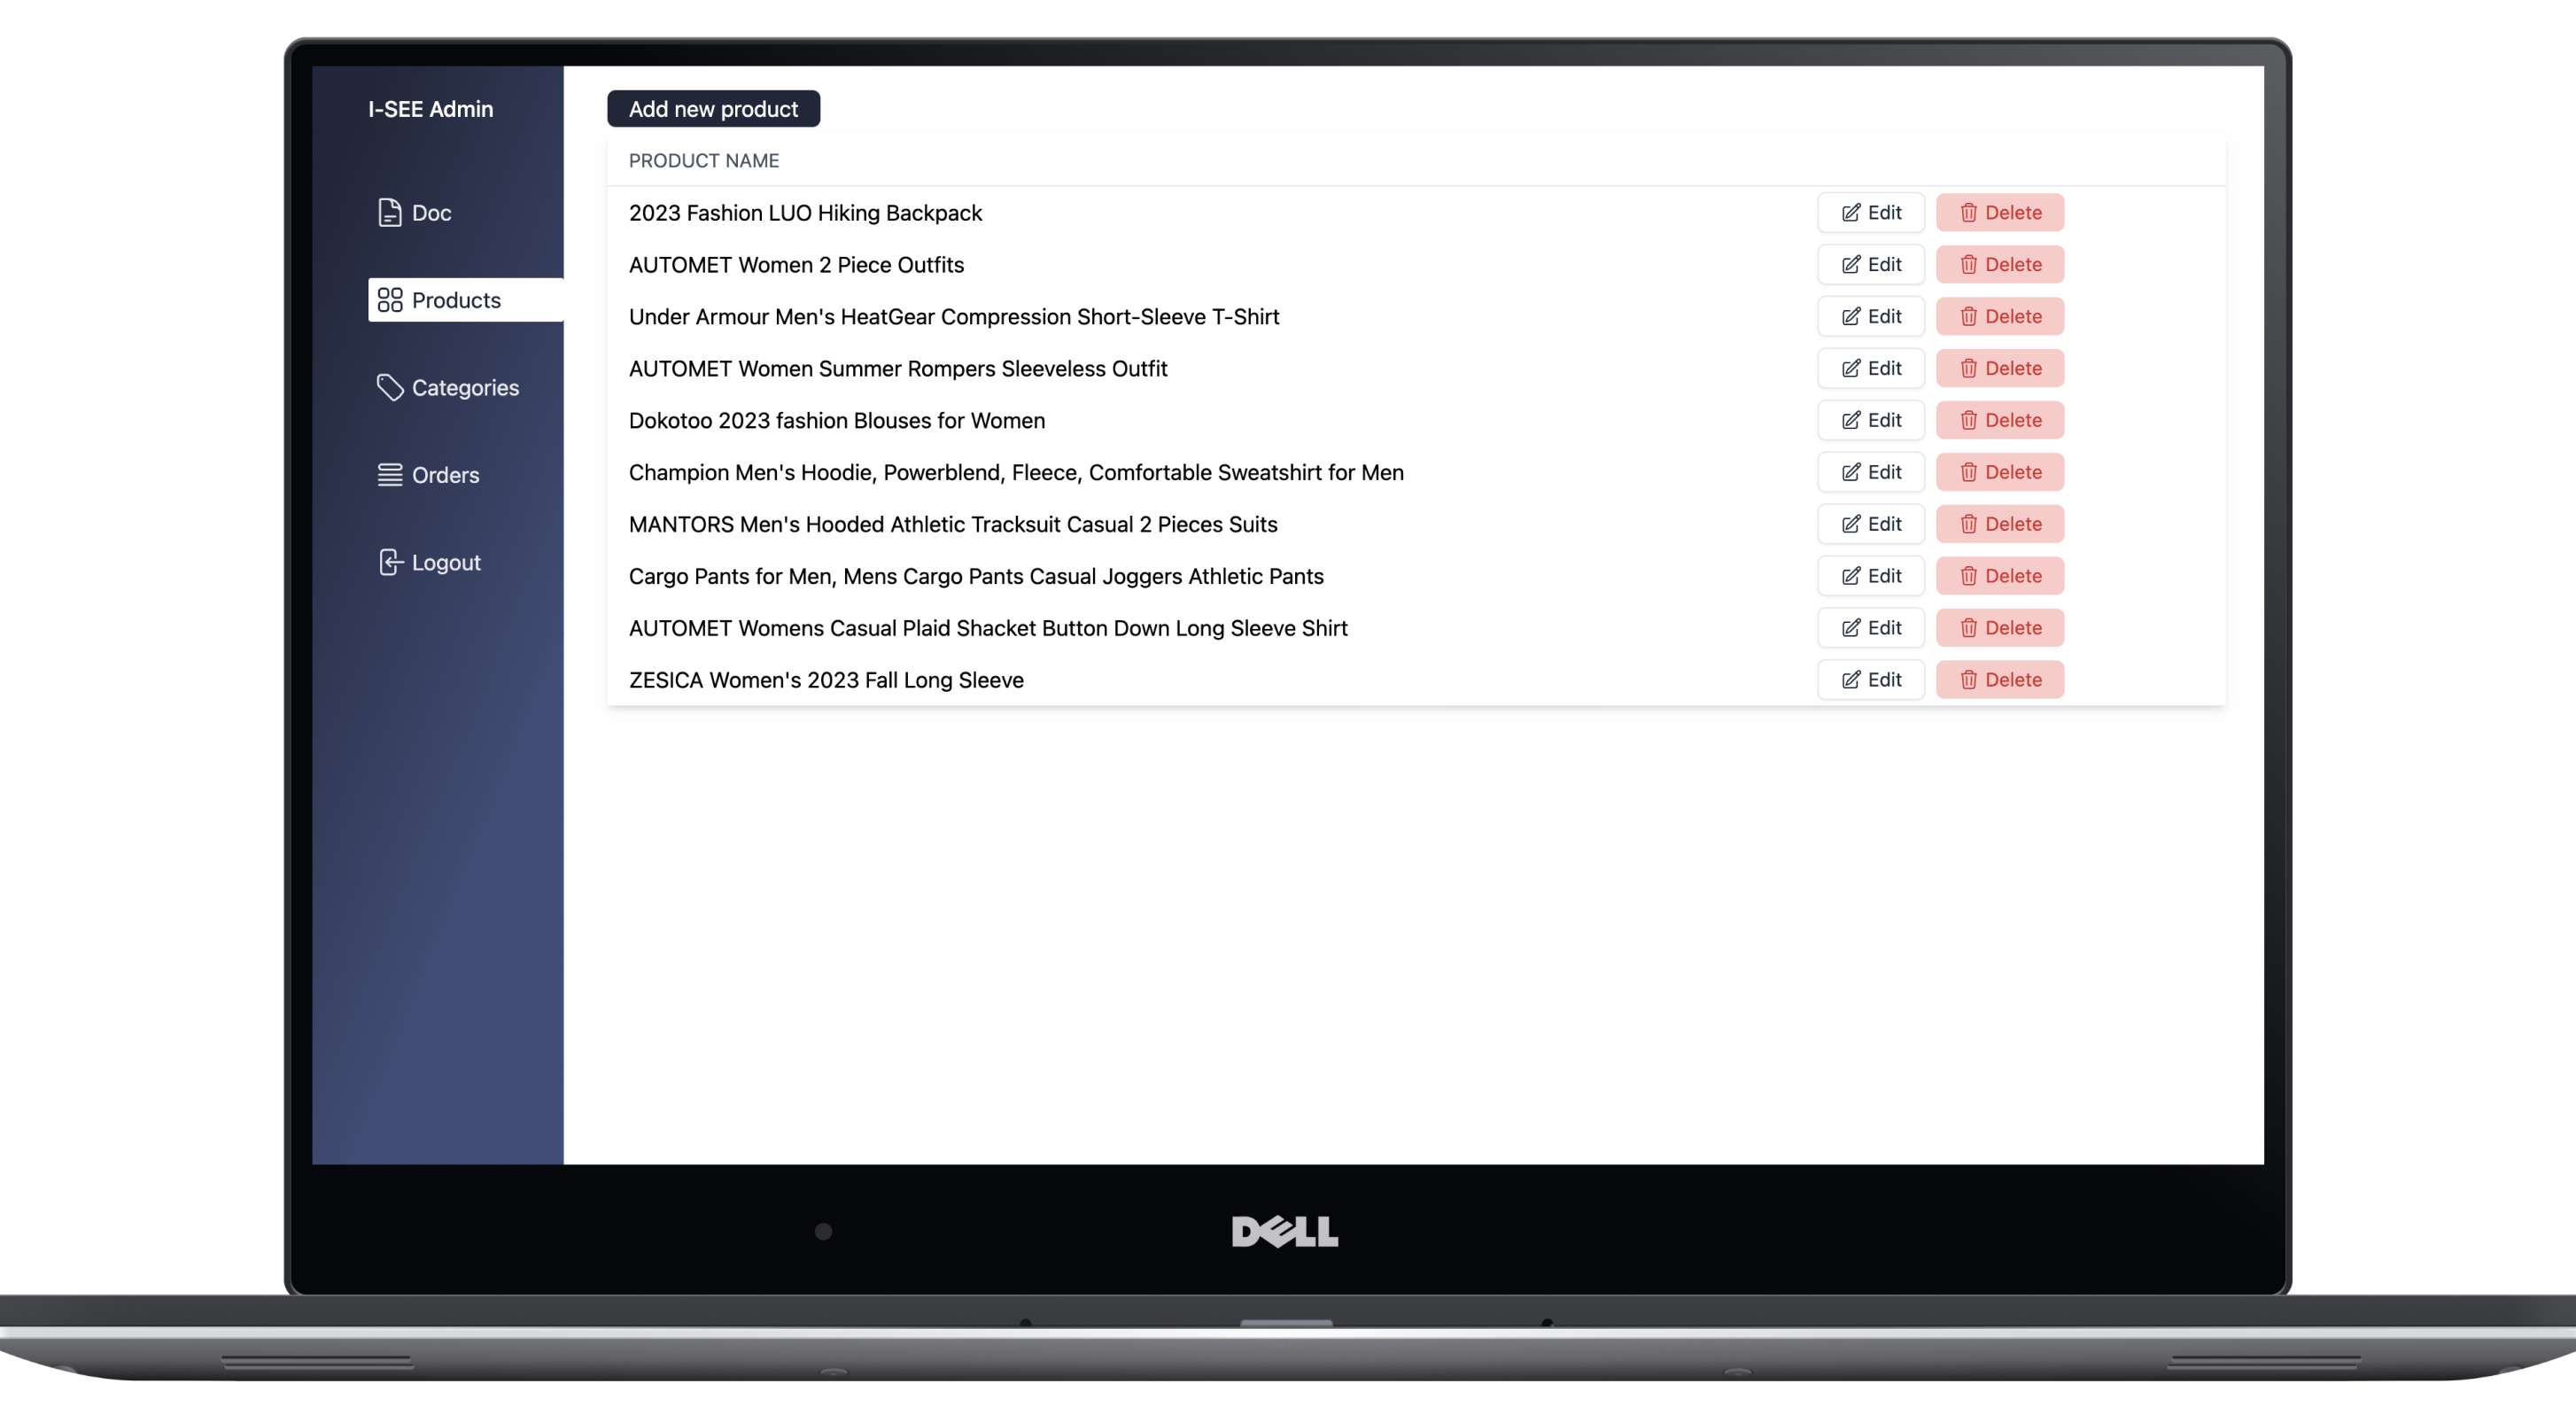 I-SEE Admin
Doc
Products
Categories
Orders
Logout
Add new product
PRODUCT NAME
2023 Fashion LUO Hiking Backpack Edit Delete
AUTOMET Women 2 Piece Outfits Edit Delete
Under Armour Men's HeatGear Compression Short-Sleeve T-Shirt Edit Delete
AUTOMET Women Summer Rompers Sleeveless Outfit Edit Delete
Dokotoo 2023 fashion Blouses for Women Edit Delete
Champion Men's Hoodie, Powerblend, Fleece, Comfortable Sweatshirt for Men Edit Delete
MANTORS Men's Hooded Athletic Tracksuit Casual 2 Pieces Suits Edit Delete
Cargo Pants for Men, Mens Cargo Pants Casual Joggers Athletic Pants Edit Delete
AUTOMET Womens Casual Plaid Shacket Button Down Long Sleeve Shirt Edit Delete
ZESICA Women's 2023 Fall Long Sleeve Edit Delete
DELL